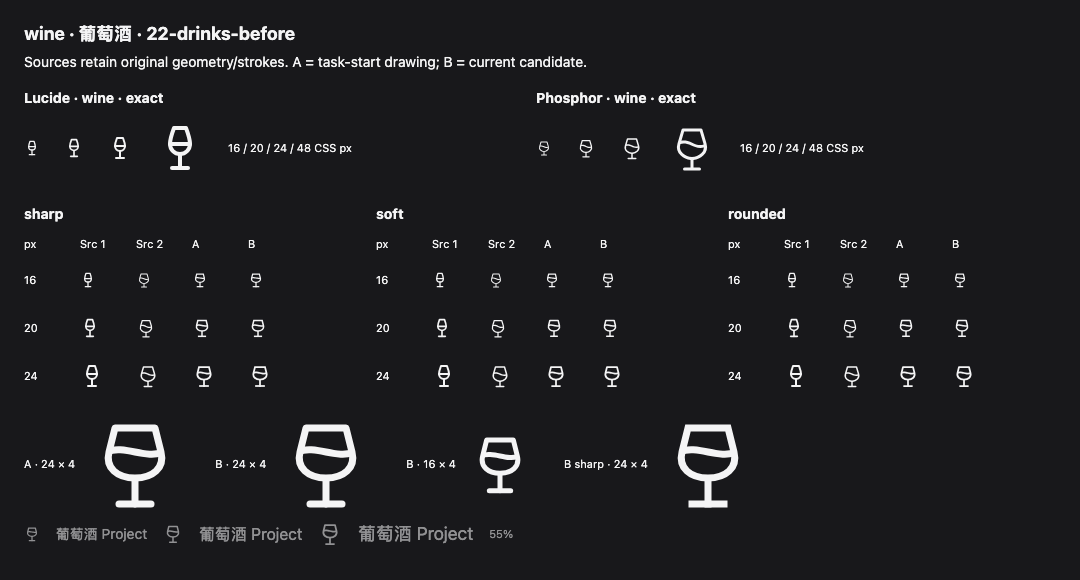 wine · 葡萄酒 · 22-drinks-before
Sources retain original geometry/strokes. A = task-start drawing; B = current candidate.
Lucide · wine · exact
Phosphor · wine · exact
16 / 20 / 24 / 48 CSS px
16 / 20 / 24 / 48 CSS px
sharp
soft
rounded
px Src 1 Src 2 A B
px Src 1 Src 2 A B
px Src 1 Src 2 A B
16
16
16
20
20
20
24
24
24
A · 24 × 4
B · 24 × 4
B · 16 × 4
B sharp · 24 × 4
葡萄酒 Project
葡萄酒 Project
葡萄酒 Project
55%